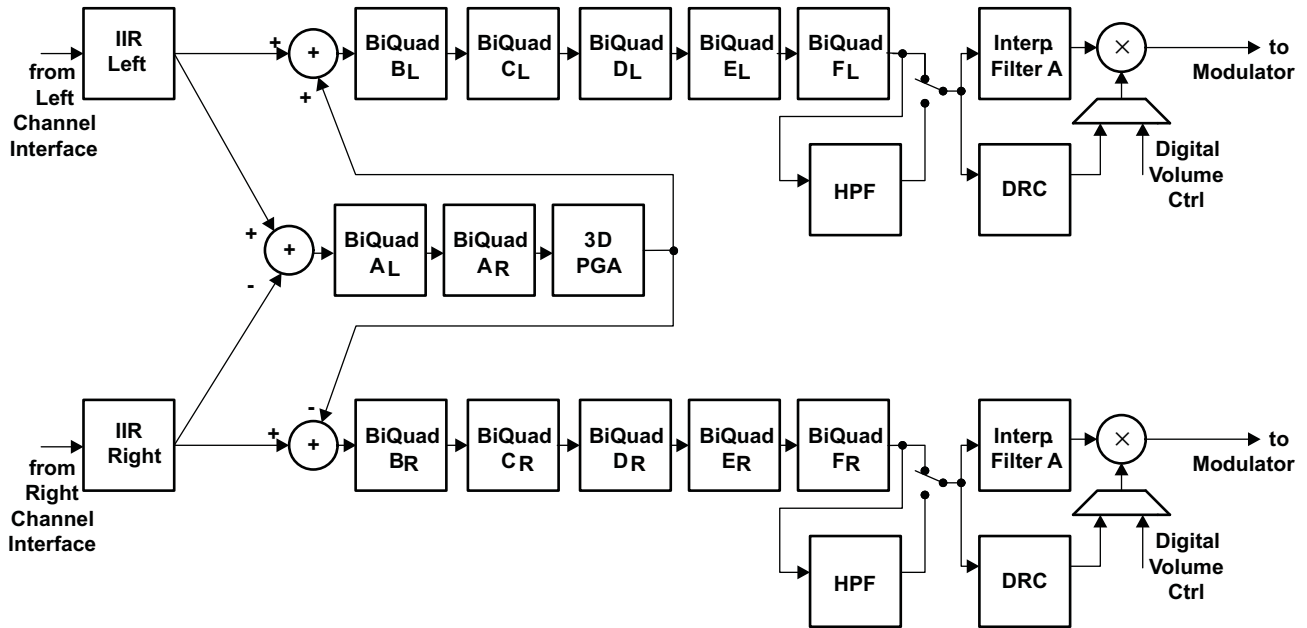 from
Left
Channel
Interface
IIR
Left
+
+
+
BiQuad
BL
BiQuad
CL
BiQuad
DL
BiQuad
EL
BiQuad
FL
HPF
Interp.
Filter A
DRC
×
to
Modulator
Digital
Volume
Ctrl
+
-
+
BiQuad
AL
BiQuad
AR
3D
PGA
from
Right
Channel
Interface
IIR
Right
+
-
+
BiQuad
BR
BiQuad
CR
BiQuad
DR
BiQuad
ER
BiQuad
FR
HPF
Interp.
Filter A
DRC
×
to
Modulator
Digital
Volume
Ctrl